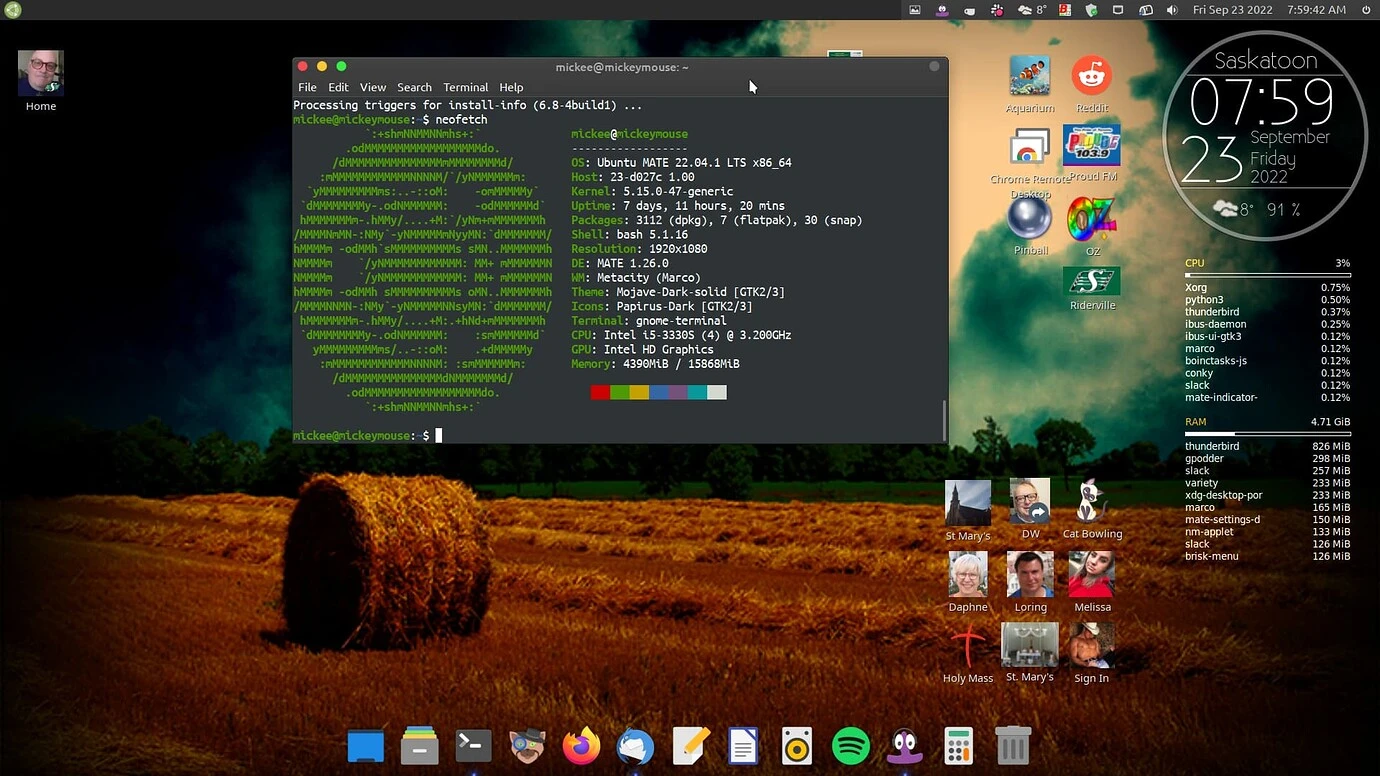 8°
Fri Sep 23 2022
7:59:42 AM
Home
mickee@mickeymouse: ~
File Edit View Search Terminal Help
Processing triggers for install-info (6.8-4build1) ...
mickee@mickeymouse:~$ neofetch
mickee@mickeymouse
------------------
OS: Ubuntu MATE 22.04.1 LTS x86_64
Host: 23-d027c 1.00
Kernel: 5.15.0-47-generic
Uptime: 7 days, 11 hours, 20 mins
Packages: 3112 (dpkg), 7 (flatpak), 30 (snap)
Shell: bash 5.1.16
Resolution: 1920x1080
DE: MATE 1.26.0
WM: Metacity (Marco)
Theme: Mojave-Dark-solid [GTK2/3]
Icons: Papirus-Dark [GTK2/3]
Terminal: gnome-terminal
CPU: Intel i5-3330S (4) @ 3.200GHz
GPU: Intel HD Graphics
Memory: 4390MiB / 15868MiB
mickee@mickeymouse:~$
Aquarium
Reddit
Chrome Remote
Desktop
103.9
Proud FM
Pinball
OZ
OZ
Riderville
Saskatoon
07:59
23
September
Friday
2022
8° 91 %
CPU 3%
Xorg 0.75%
python3 0.50%
thunderbird 0.37%
ibus-daemon 0.25%
ibus-ui-gtk3 0.12%
marco 0.12%
boinctasks-js 0.12%
conky 0.12%
slack 0.12%
mate-indicator- 0.12%
RAM 4.71 GiB
thunderbird 826 MiB
gpodder 298 MiB
slack 257 MiB
variety 233 MiB
xdg-desktop-por 233 MiB
marco 165 MiB
mate-settings-d 150 MiB
nm-applet 133 MiB
slack 126 MiB
brisk-menu 126 MiB
St Mary's
DW
Cat Bowling
Daphne
Loring
Melissa
Holy Mass
St. Mary's
Sign In